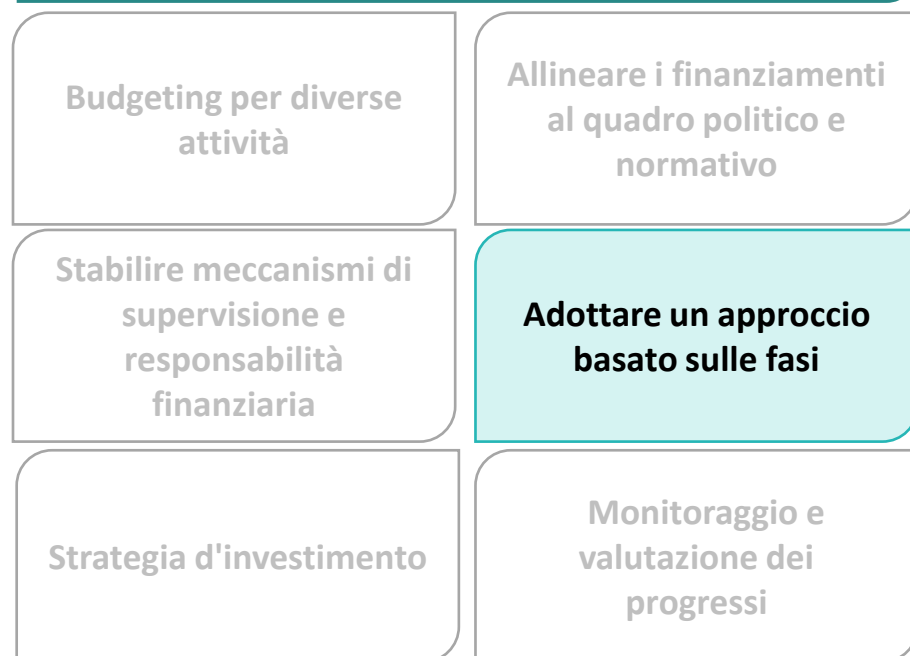 Budgeting per diverse
attività
Allineare i finanziamenti
al quadro politico e
normativo
Stabilire meccanismi di
supervisione e
responsabilità
finanziaria
Adottare un approccio
basato sulle fasi
Strategia d'investimento
Monitoraggio e
valutazione dei
progressi